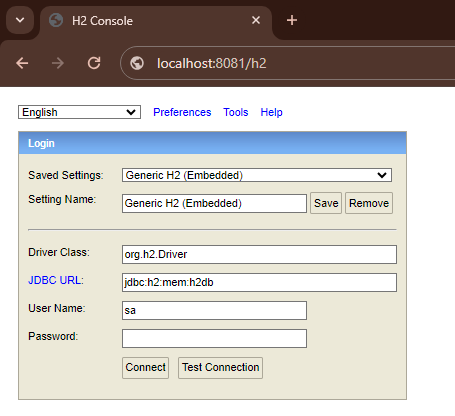 H2 Console
localhost:8081/h2
English Preferences Tools Help
Login
Saved Settings: Generic H2 (Embedded)
Setting Name: Generic H2 (Embedded) Save Remove
Driver Class: org.h2.Driver
JDBC URL: jdbc:h2:mem:h2db
User Name: sa
Password:
Connect Test Connection